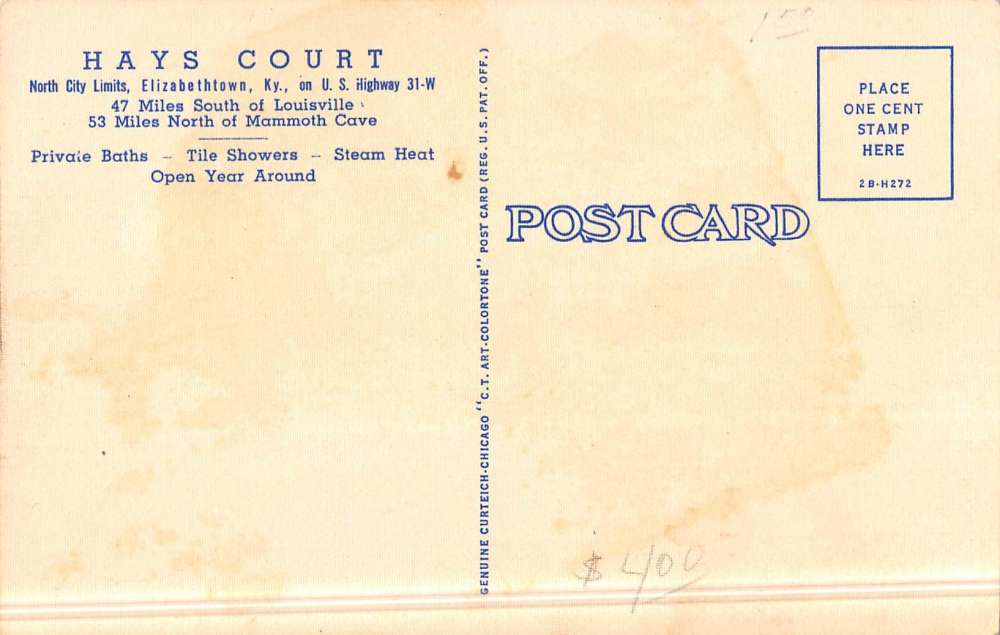 HAYS COURT
North City Limits, Elizabethtown, Ky., on U. S. Highway 31-W
47 Miles South of Louisville
53 Miles North of Mammoth Cave
Private Baths — Tile Showers — Steam Heat
Open Year Around
GENUINE CURTEICH-CHICAGO "C.T. ART-COLORTONE" POST CARD (REG. U.S. PAT. OFF.)
POST CARD
1.00
PLACE
ONE CENT
STAMP
HERE
2B-H272
$4.00